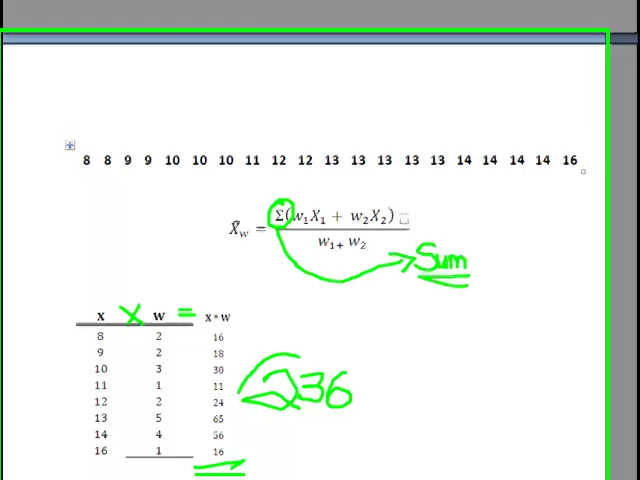 8 8 9 9 10 10 10 11 12 12 13 13 13 13 13 14 14 14 14 16
X̄w = Σ(w₁X₁ + w₂X₂) / w₁₊ w₂
Sum
X X W = X*W
8 2 16
9 2 18
10 3 30
11 1 11
12 2 24
236
13 5 65
14 4 56
16 1 16